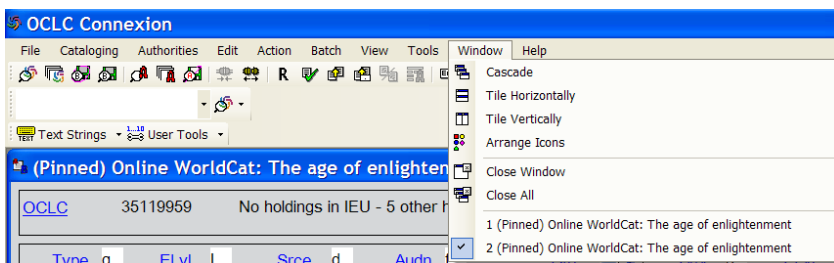 OCLC Connexion
File Cataloging Authorities Edit Action Batch View Tools Window Help
R
Cascade
Tile Horizontally
Tile Vertically
Arrange Icons
Close Window
Close All
1 (Pinned) Online WorldCat: The age of enlightenment
2 (Pinned) Online WorldCat: The age of enlightenment
TEXT Text Strings 1..10 User Tools
(Pinned) Online WorldCat: The age of enlighten
OCLC 35119959 No holdings in IEU - 5 other h
Type g ELvl I Srce d Audn f